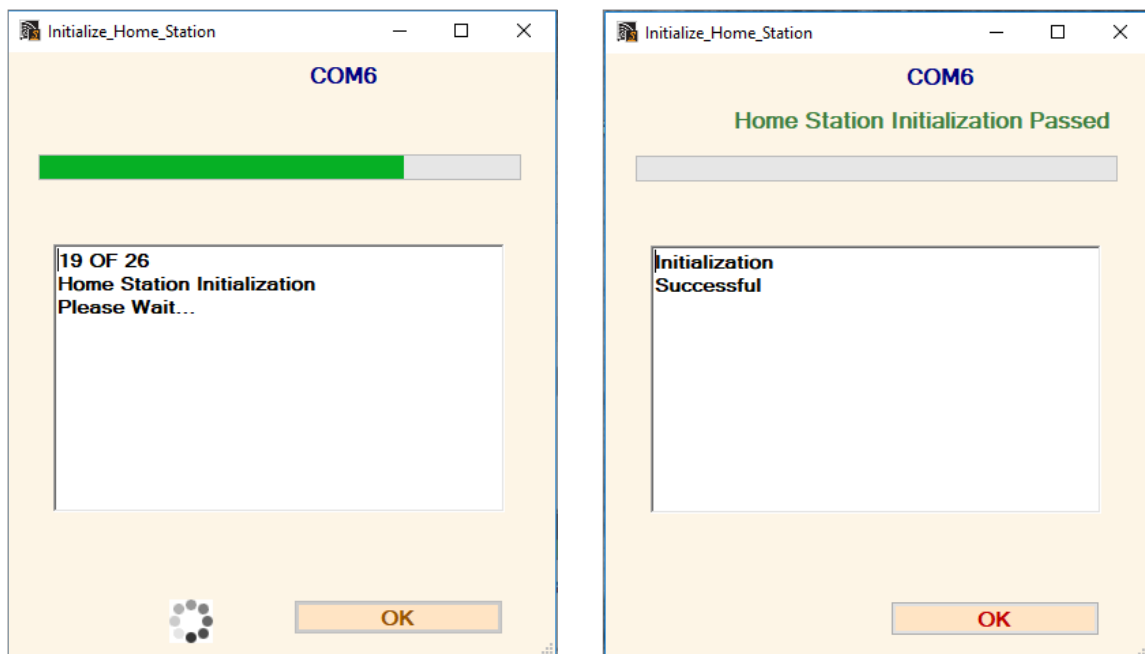 Initialize_Home_Station
COM6
19 OF 26
Home Station Initialization
Please Wait...
OK
Initialize_Home_Station
COM6
Home Station Initialization Passed
Initialization
Successful
OK